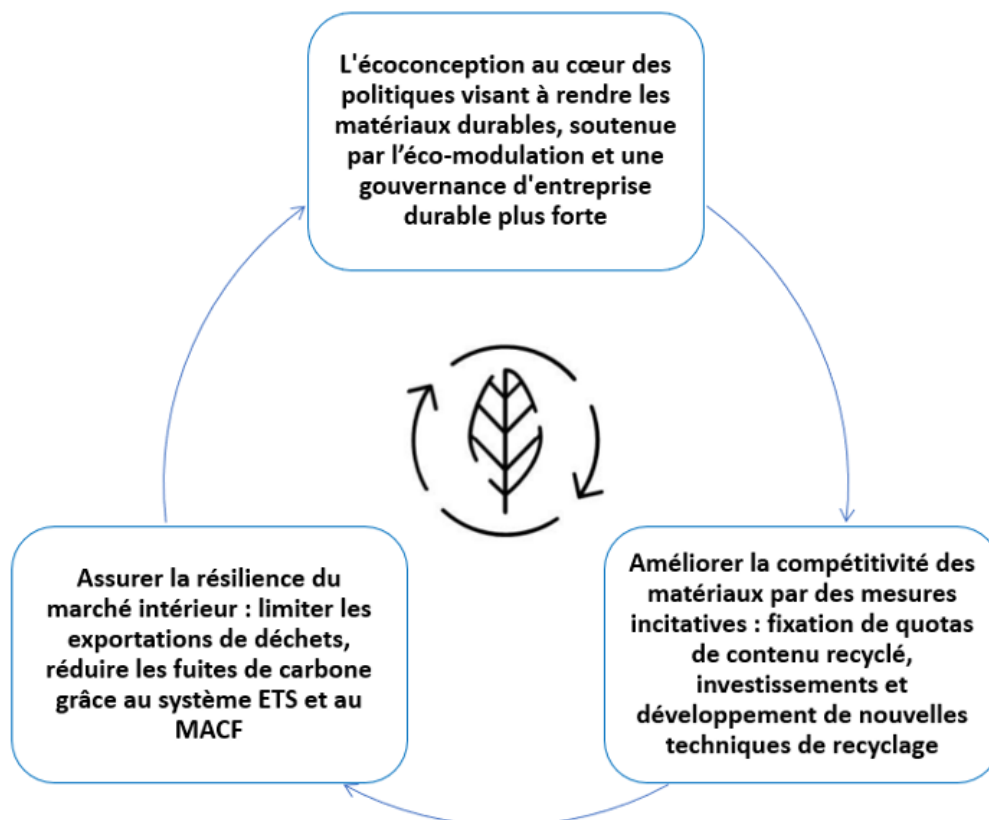 L'écoconception au cœur des
politiques visant à rendre les
matériaux durables, soutenue
par l’éco-modulation et une
gouvernance d'entreprise
durable plus forte
Améliorer la compétitivité des
matériaux par des mesures
incitatives : fixation de quotas
de contenu recyclé,
investissements et
développement de nouvelles
techniques de recyclage
Assurer la résilience du
marché intérieur : limiter les
exportations de déchets,
réduire les fuites de carbone
grâce au système ETS et au
MACF